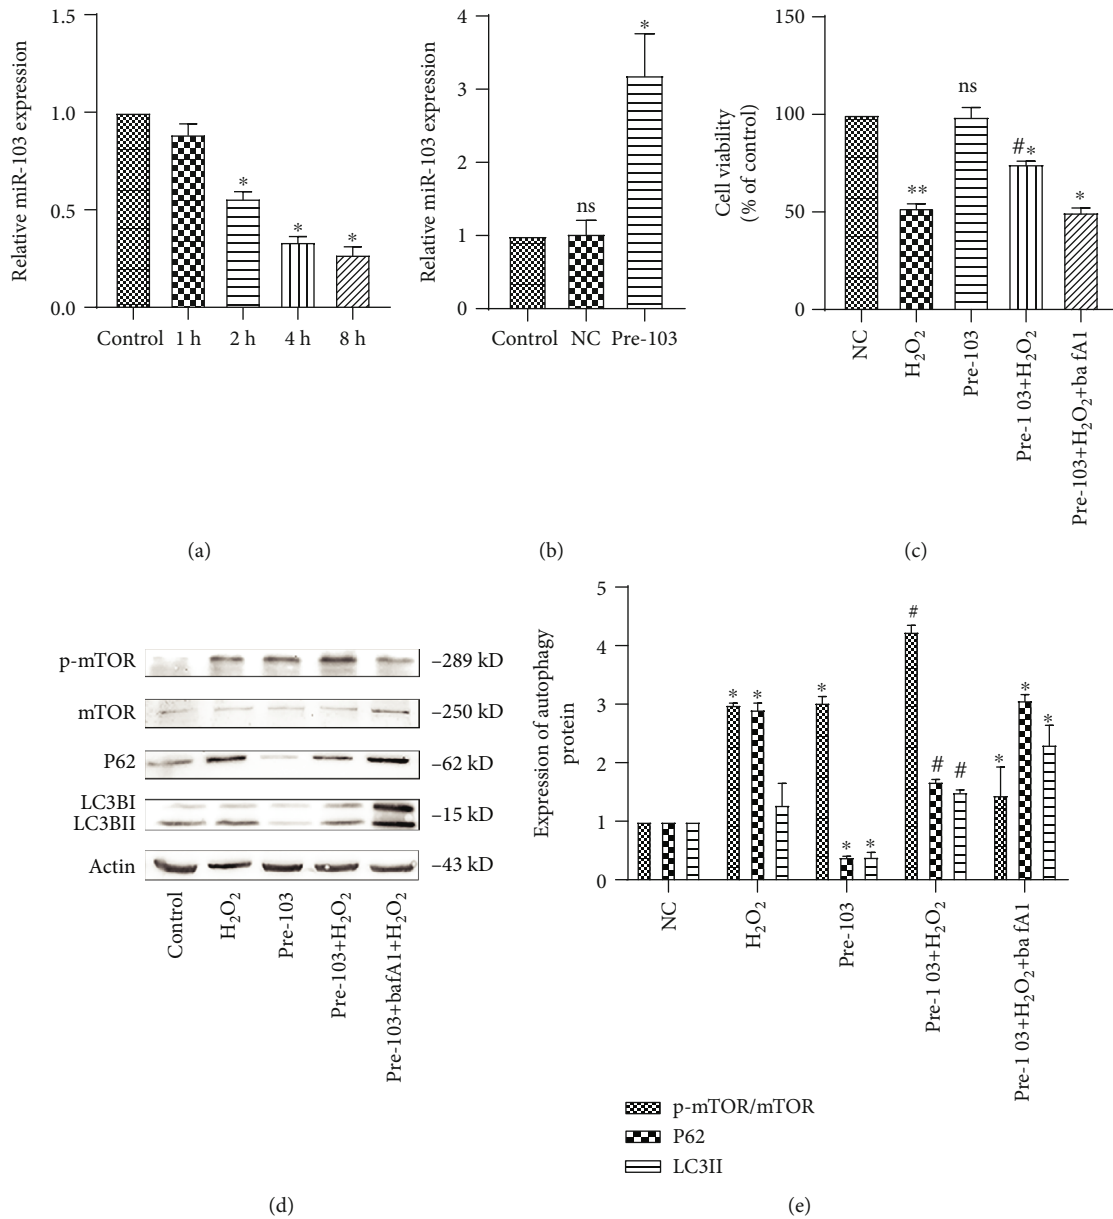 Relative miR-103 expression
1.5
1.0
0.5
0.0
*
*
*
Control 1 h 2 h 4 h 8 h
(a)
Relative miR-103 expression
4
3
2
1
0
ns
*
Control NC Pre-103
(b)
Cell viability
(% of control)
150
100
50
0
**
ns
#*
*
NC
H₂O₂
Pre-103
Pre-1 03+H₂O₂
Pre-103+H₂O₂+ba fA1
(c)
p-mTOR –289 kD
mTOR –250 kD
P62 –62 kD
LC3BI
LC3BII
–15 kD
Actin –43 kD
Control
H₂O₂
Pre-103
Pre-103+H₂O₂
Pre-103+bafA1+H₂O₂
(d)
Expression of autophagy
protein
5
4
3
2
1
0
* *
*
* *
#
# #
*
*
*
NC
H₂O₂
Pre-103
Pre-1 03+H₂O₂
Pre-1 03+H₂O₂+ba fA1
p-mTOR/mTOR
P62
LC3II
(e)